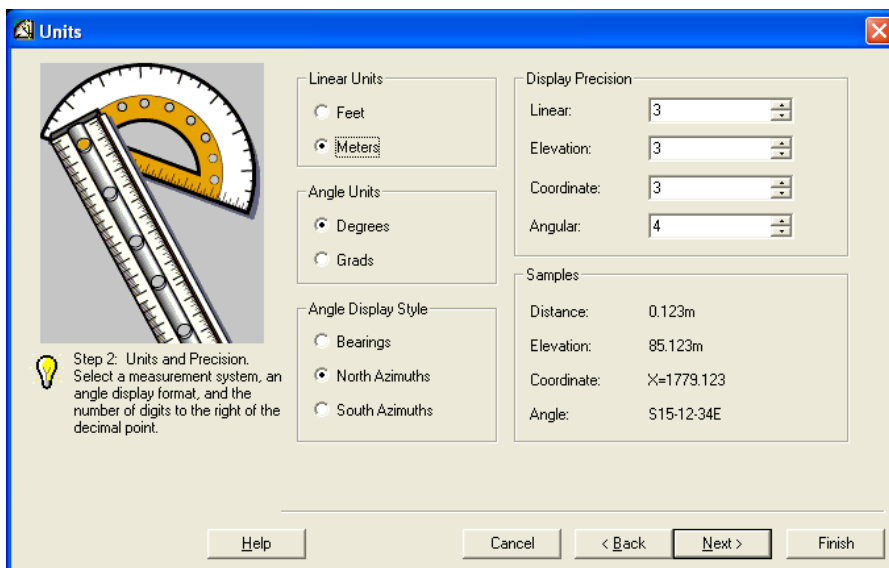 Units
Linear Units
Feet
Meters
Angle Units
Degrees
Grads
Angle Display Style
Bearings
North Azimuths
South Azimuths
Display Precision
Linear: 3
Elevation: 3
Coordinate: 3
Angular: 4
Samples
Distance: 0.123m
Elevation: 85.123m
Coordinate: X=1779.123
Angle: S15-12-34E
Step 2: Units and Precision.
Select a measurement system, an
angle display format, and the
number of digits to the right of the
decimal point.
Help Cancel < Back Next > Finish